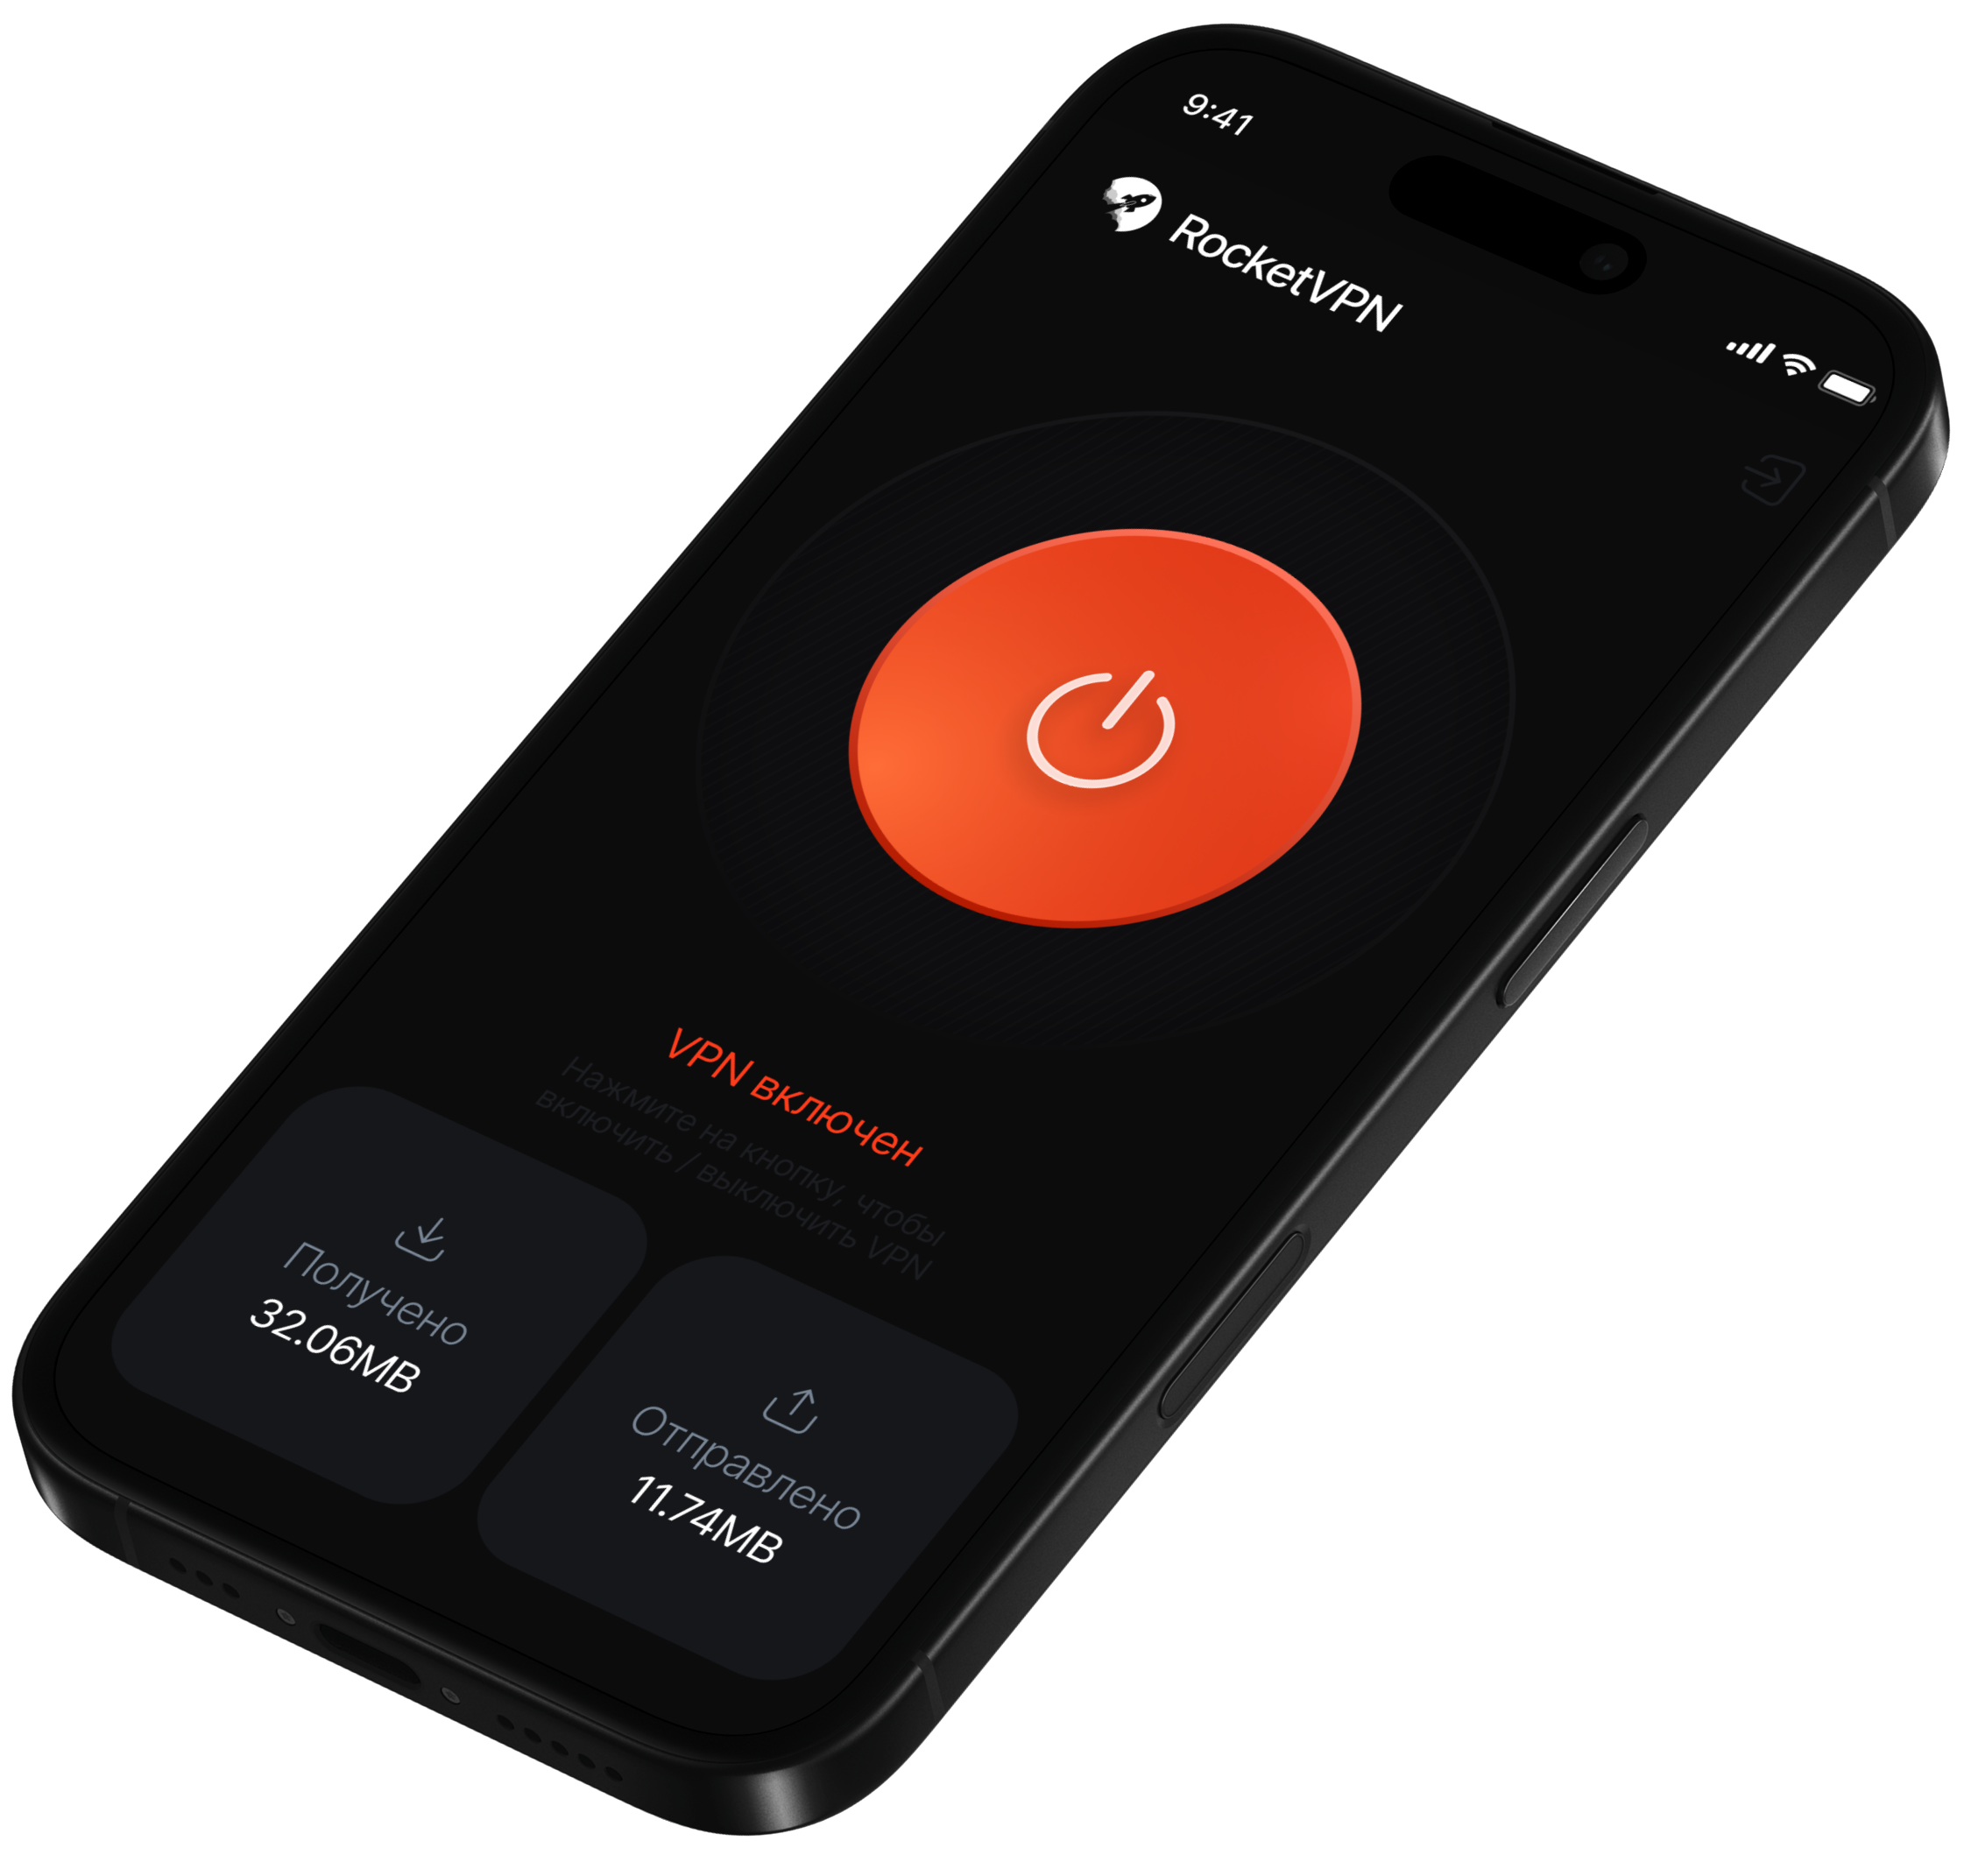 9:41
RocketVPN
VPN включен
Нажмите на кнопку, чтобы
включить / выключить VPN
Получено
32.06MB
Отправлено
11.74MB